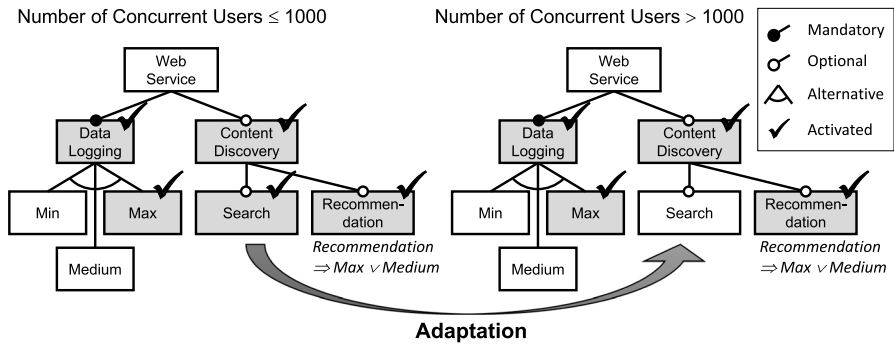 Number of Concurrent Users ≤ 1000
Number of Concurrent Users > 1000
Mandatory
Optional
Alternative
Activated
Web
Service
Data
Logging
Content
Discovery
Min
Max
Search
Recommen-
dation
Medium
Recommendation
⇒ Max ∨ Medium
Web
Service
Data
Logging
Content
Discovery
Min
Max
Search
Recommen-
dation
Medium
Recommendation
⇒ Max ∨ Medium
Adaptation